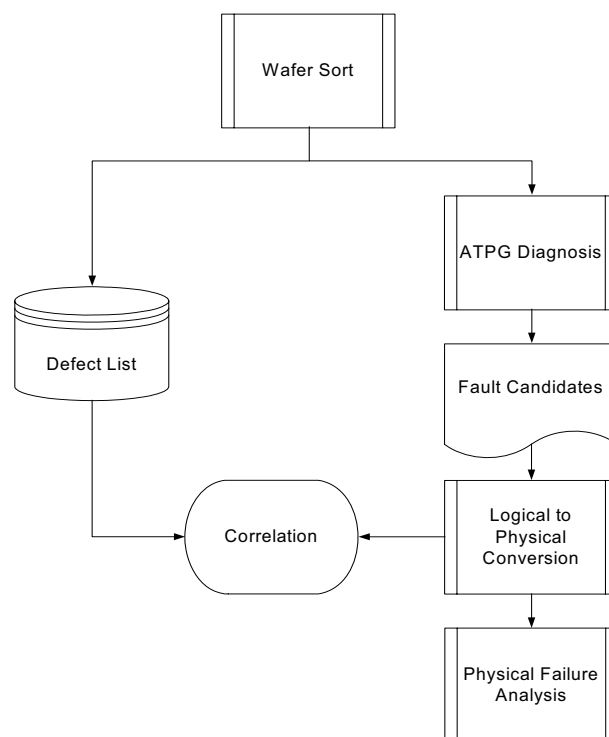 Wafer Sort
ATPG Diagnosis
Defect List
Fault Candidates
Correlation
Logical to
Physical
Conversion
Physical Failure
Analysis